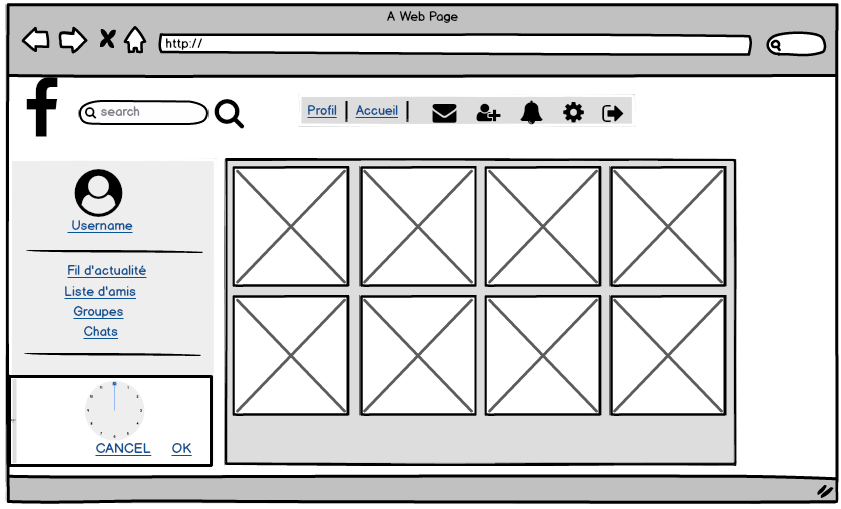 A Web Page
http://
f
search
Profil | Accueil |
Username
Fil d'actualité
Liste d'amis
Groupes
Chats
CANCEL OK